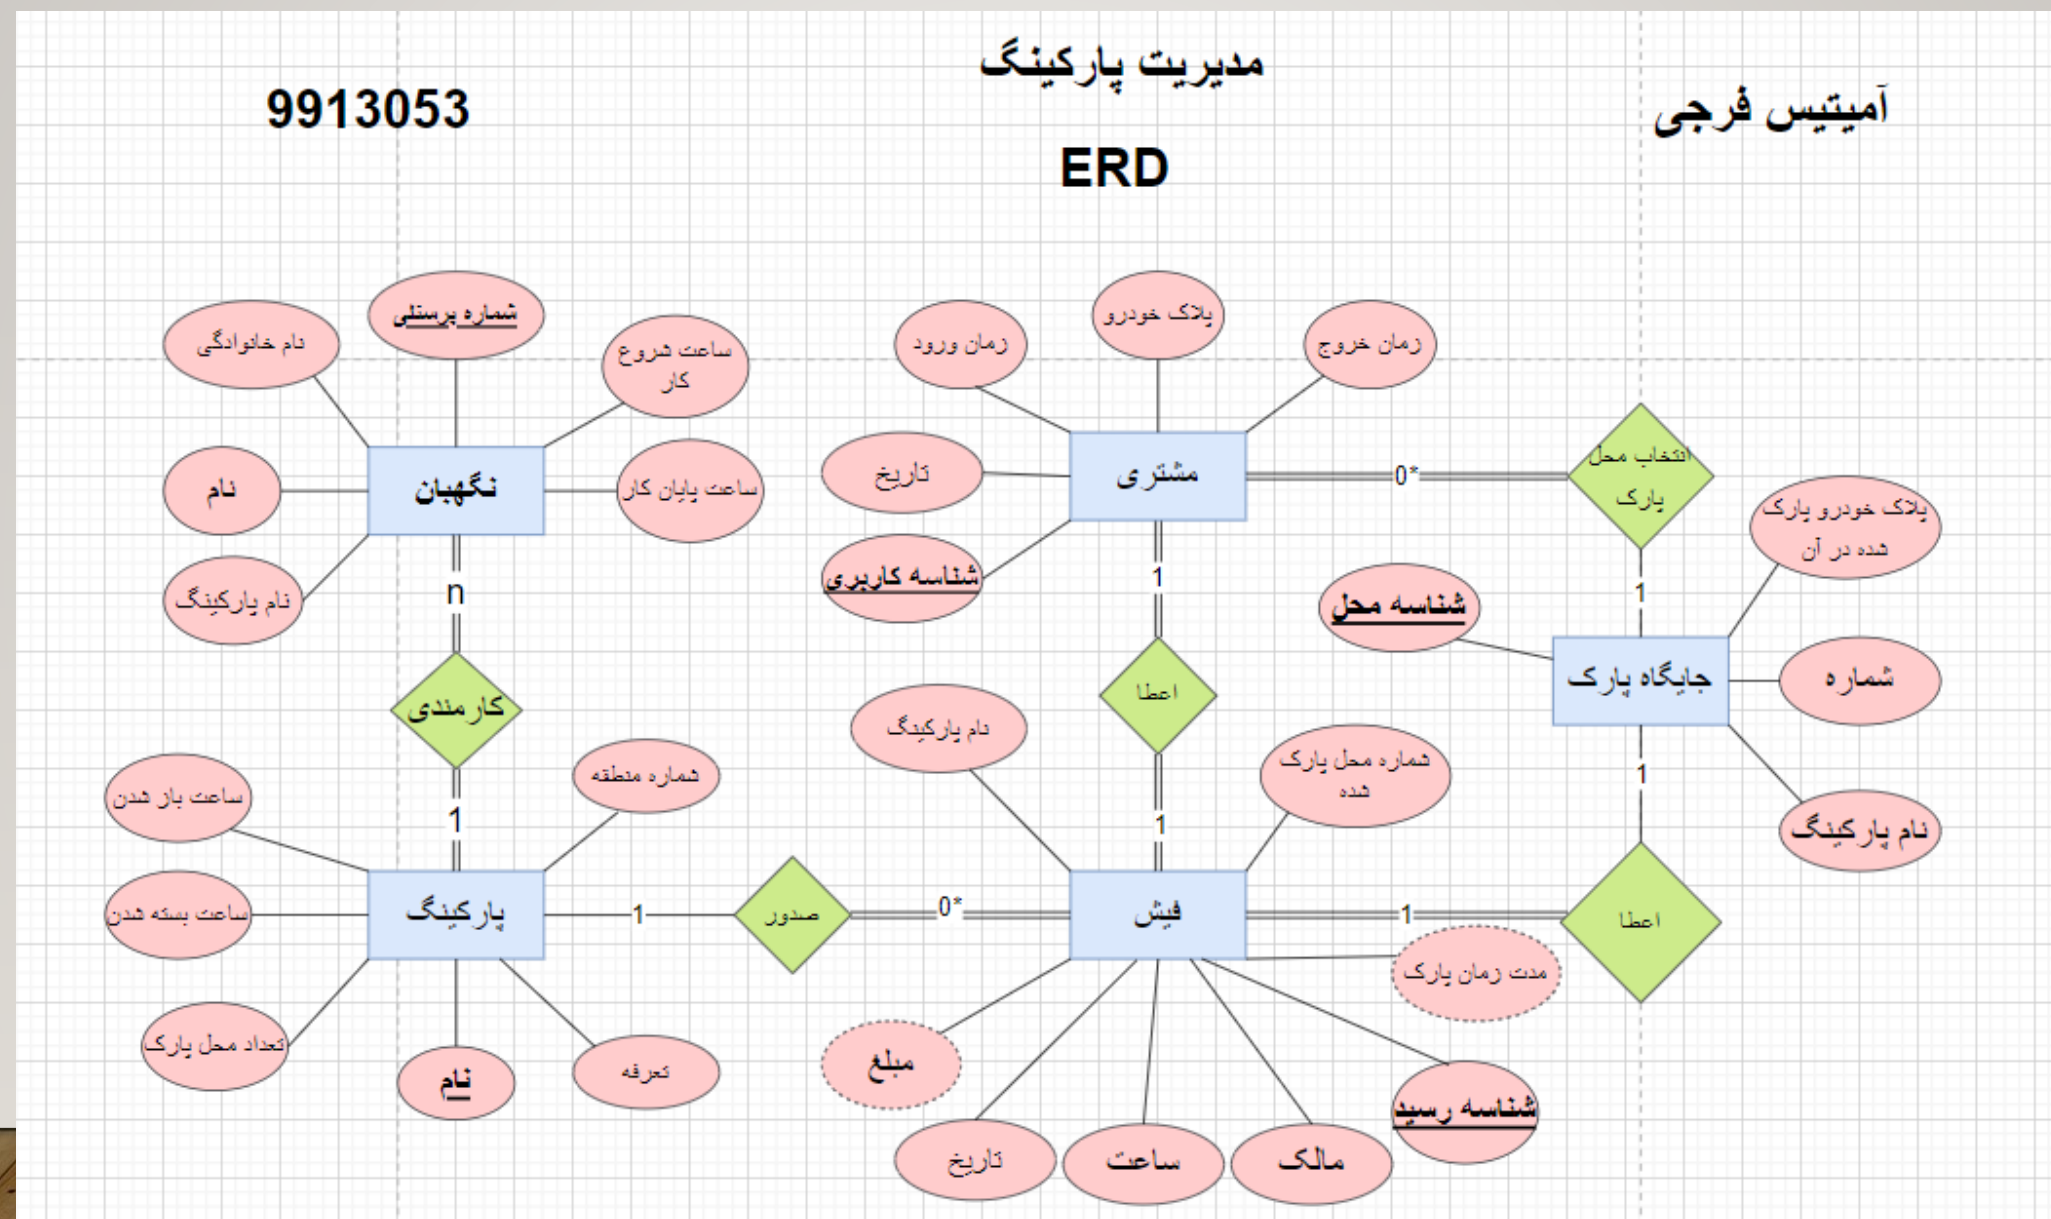 مدیریت پارکینگ
آمیتیس فرجی
9913053
ERD
شماره پرسنلی
نام خانوادگی
ساعت شروع
کار
نام
نگهبان
ساعت پایان کار
نام پارکینگ
n
کارمندی
1
پلاک خودرو
زمان ورود
زمان خروج
تاریخ
مشتری
شناسه کاربری
0*
انتخاب محل
پارک
1
پلاک خودرو پارک
شده در آن
شناسه محل
جایگاه پارک
شماره
نام پارکینگ
1
1
اعطا
1
نام پارکینگ
شماره محل پارک
شده
شماره منطقه
ساعت باز شدن
پارکینگ
ساعت بسته شدن
تعداد محل پارک
نام
تعرفه
1
صدور
0*
فیش
1
اعطا
مدت زمان پارک
مبلغ
تاریخ
ساعت
مالک
شناسه رسید